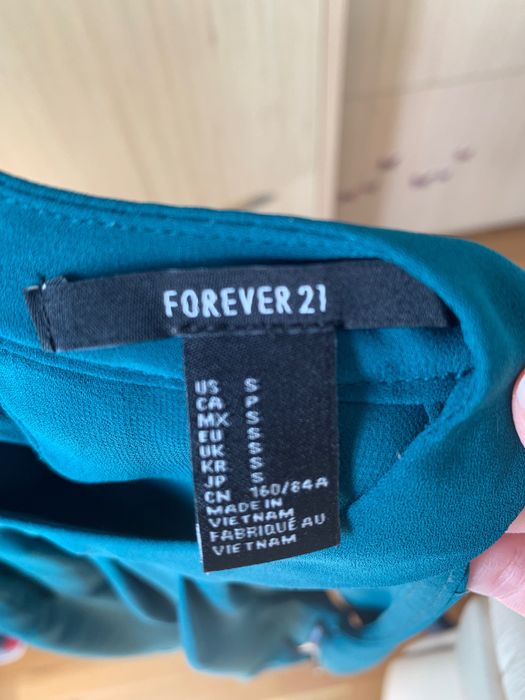 FOREVER 21
US S
CA P
MX S
EU S
UK S
KR S
JP S
CN 160/84A
MADE IN
VIETNAM
FABRIQUÉ AU
VIETNAM